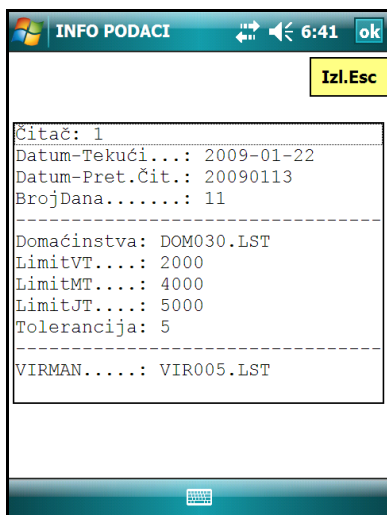 INFO PODACI 6:41 ok
Izl.Esc
Čitač: 1
Datum-Tekući...: 2009-01-22
Datum-Pret.Čit.: 20090113
BrojDana.......: 11
---------------------------------
Domaćinstva: DOM030.LST
LimitVT....: 2000
LimitMT....: 4000
LimitJT....: 5000
Tolerancija: 5
---------------------------------
VIRMAN.....: VIR005.LST